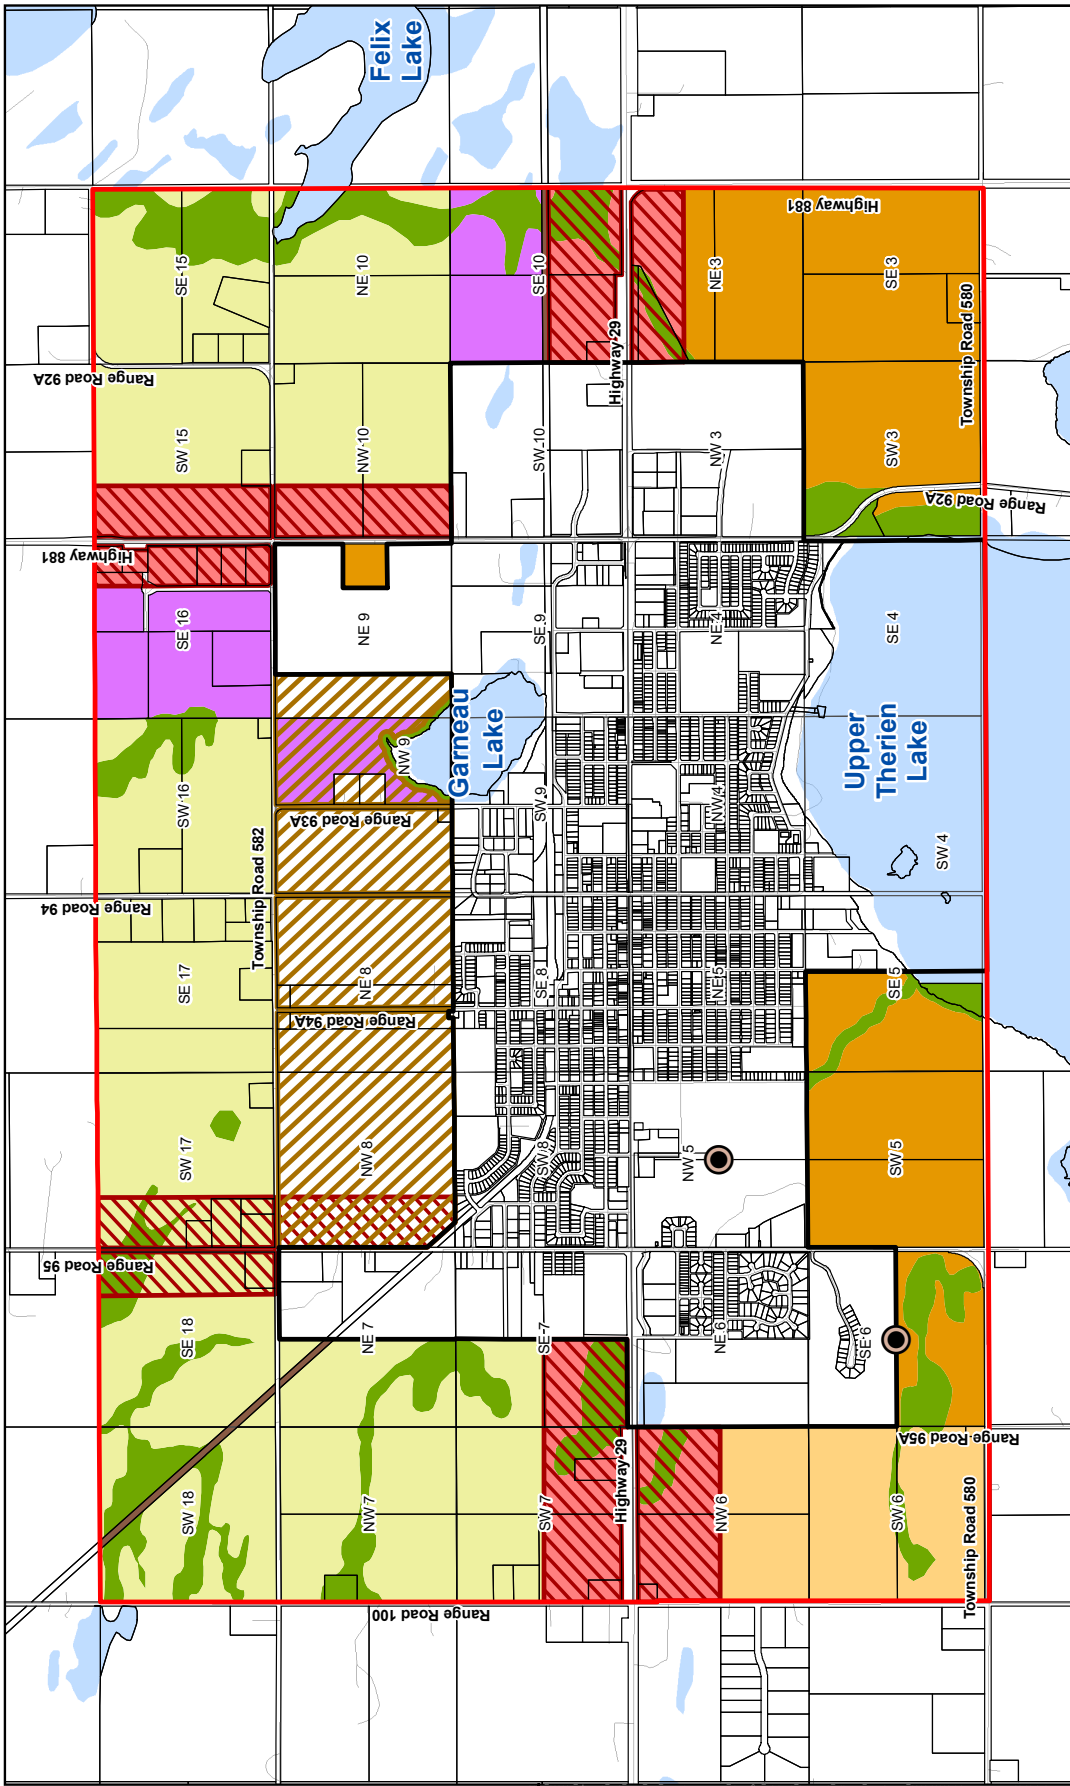 Felix
Lake
Highway 881
SE 15
NE 10
SE 10
NE 3
SE 3
Township Road 580
Highway 29
Range Road 92A
SW 15
NW 10
SW 10
NW 3
SW 3
Range Road 92A
Highway 881
SE 16
NE 9
SE 9
NE 4
SE 4
Garneau
Lake
Upper
Therien
Lake
SW 16
NW 9
SW 9
NW 4
SW 4
Range Road 93A
Township Road 582
Range Road 94
SE 17
NE 8
SE 8
NE 5
SE 5
Range Road 94A
SW 17
NW 8
SW 8
NW 5
SW 5
Range Road 95
SE 18
NE 7
SE 7
NE 6
SE 6
Range Road 95A
SW 18
NW 7
SW 7
Highway 29
NW 6
SW 6
Township Road 580
Range Road 100